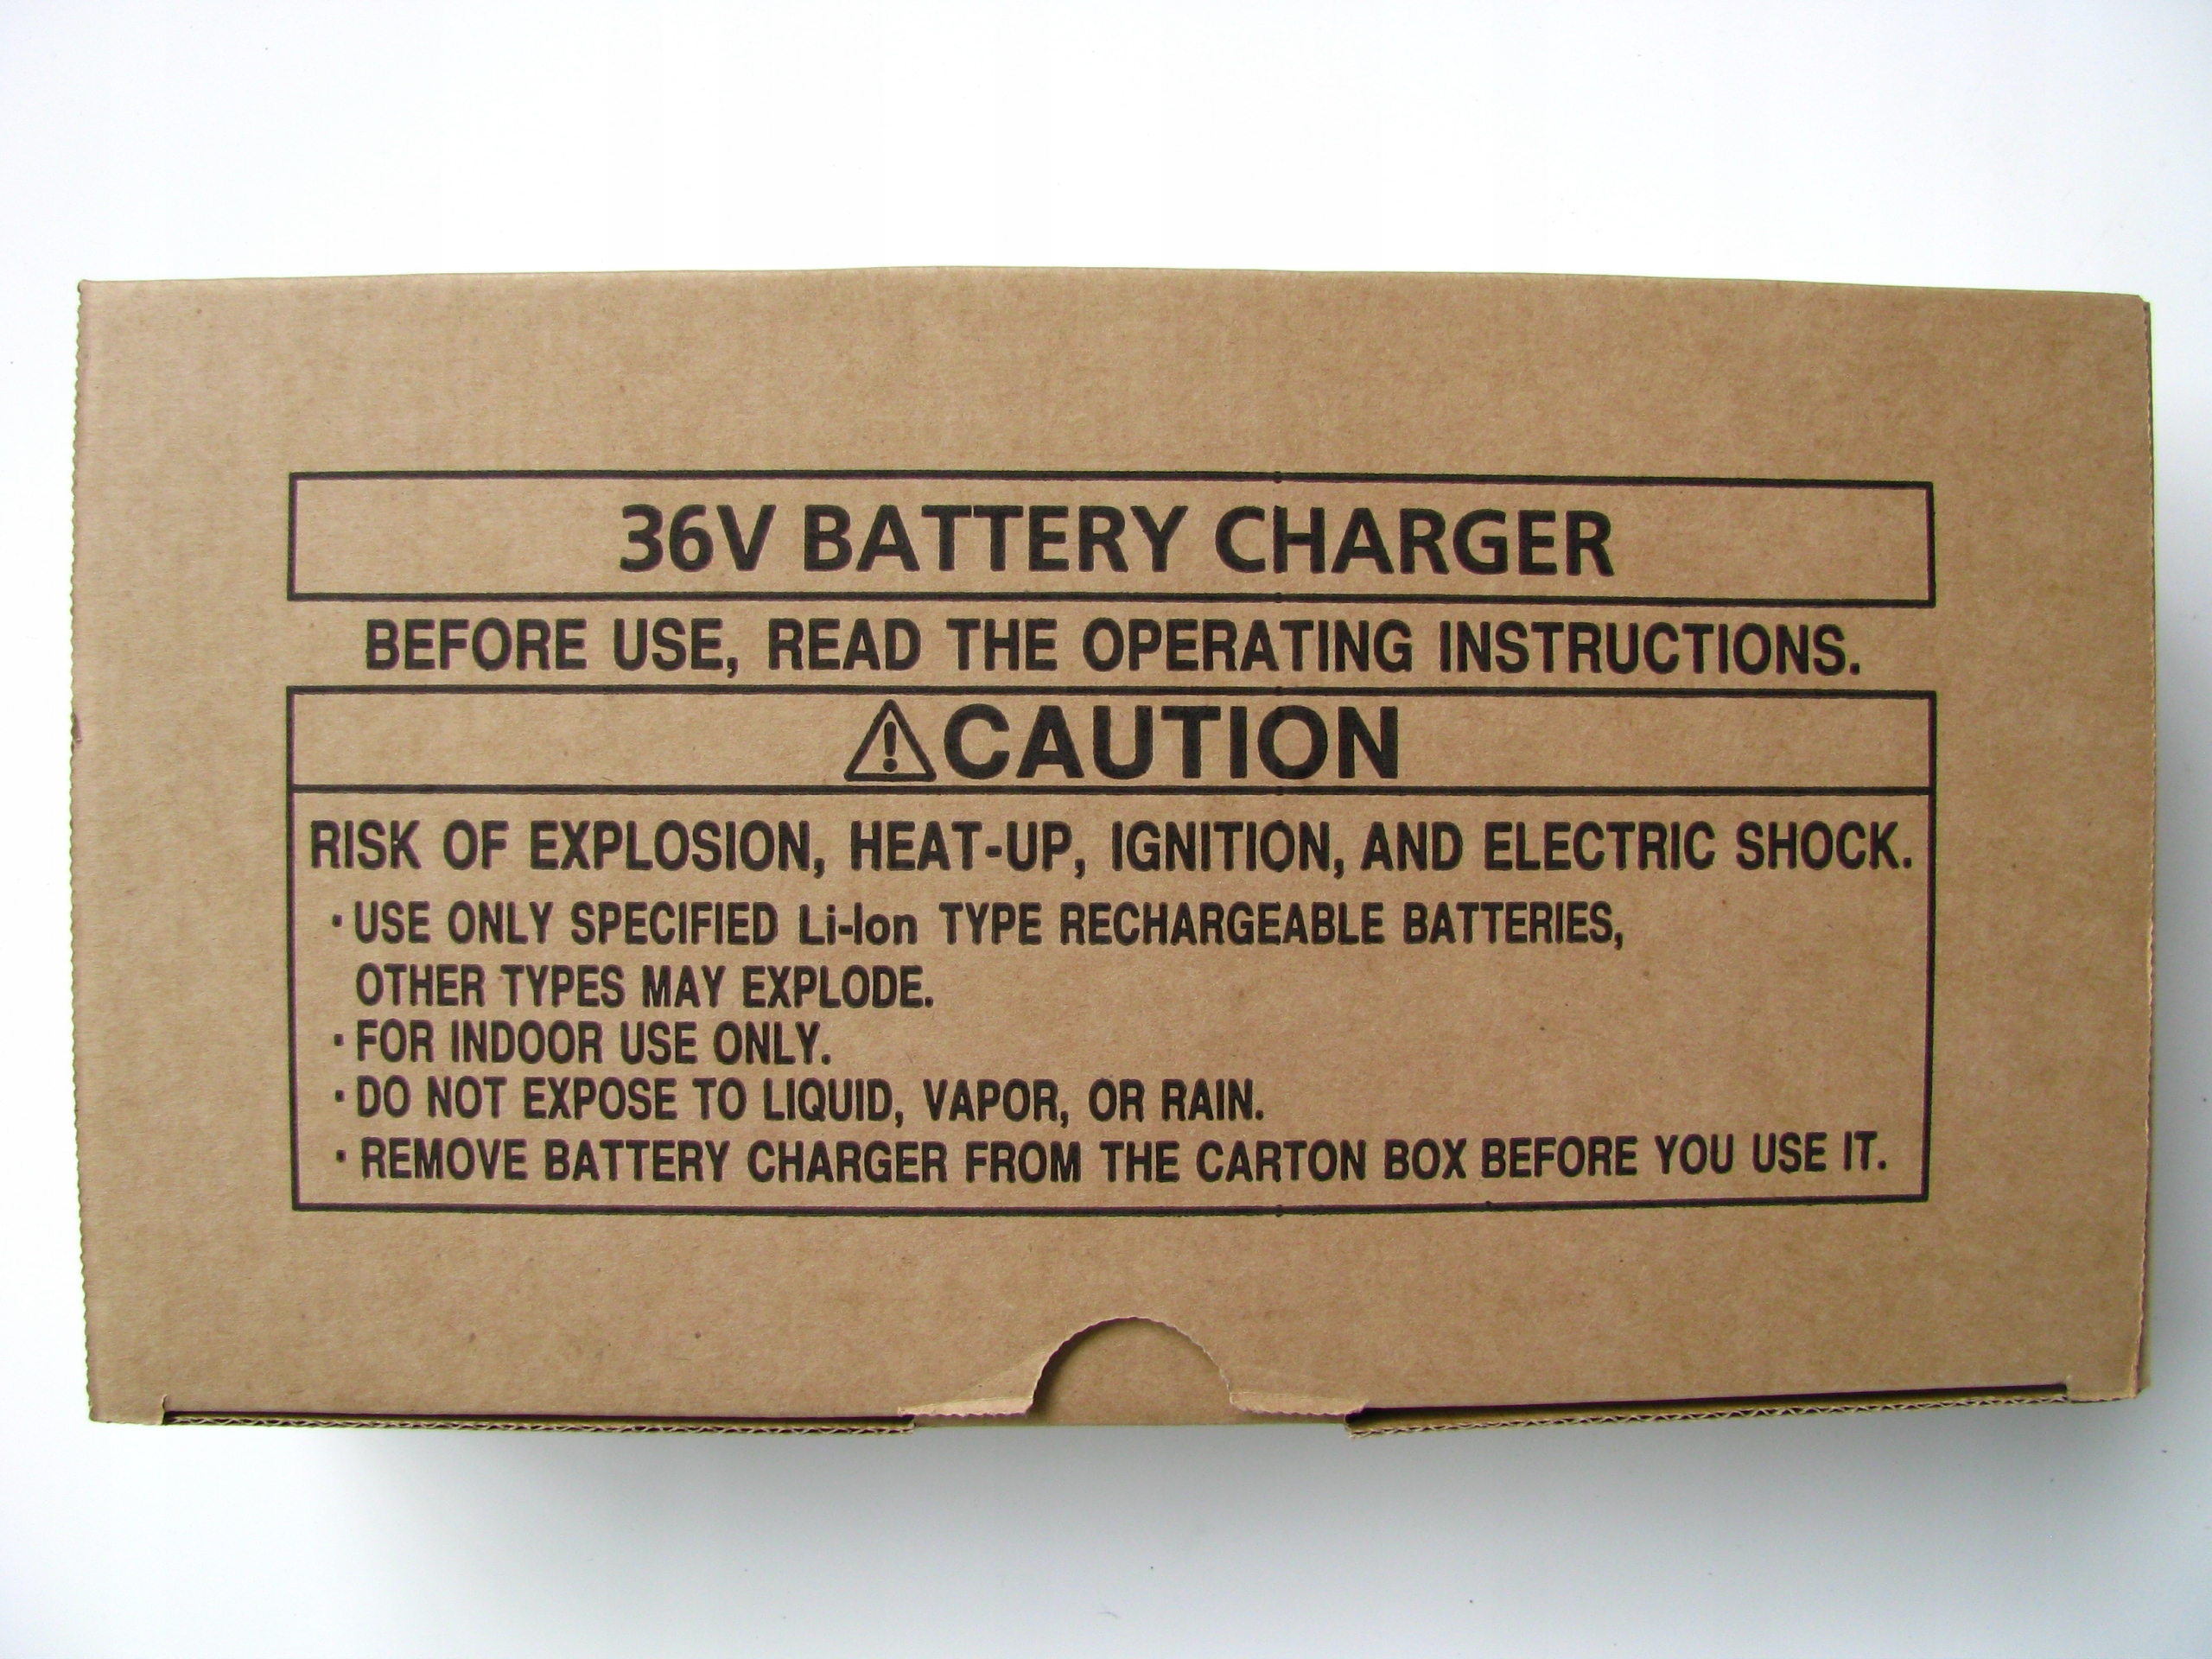 36V BATTERY CHARGER
BEFORE USE, READ THE OPERATING INSTRUCTIONS.
⚠CAUTION
RISK OF EXPLOSION, HEAT-UP, IGNITION, AND ELECTRIC SHOCK.
・USE ONLY SPECIFIED Li-Ion TYPE RECHARGEABLE BATTERIES,
OTHER TYPES MAY EXPLODE.
・FOR INDOOR USE ONLY.
・DO NOT EXPOSE TO LIQUID, VAPOR, OR RAIN.
・REMOVE BATTERY CHARGER FROM THE CARTON BOX BEFORE YOU USE IT.